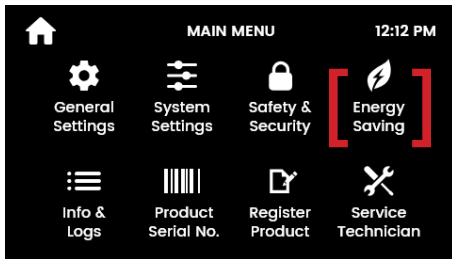 MAIN MENU 12:12 PM
General Settings
System Settings
Safety & Security
Energy Saving
Info & Logs
Product Serial No.
Register Product
Service Technician